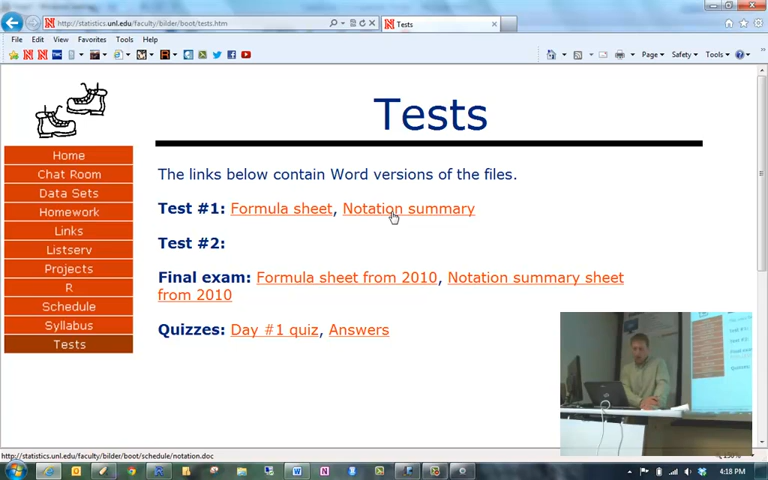 http://statistics.unl.edu/faculty/bilder/boot/tests.htm
Tests
File Edit View Favorites Tools Help
Page Safety Tools
Tests
Home
Chat Room
Data Sets
Homework
Links
Listserv
Projects
R
Schedule
Syllabus
Tests
The links below contain Word versions of the files.
Test #1: Formula sheet, Notation summary
Test #2:
Final exam: Formula sheet from 2010, Notation summary sheet
from 2010
Quizzes: Day #1 quiz, Answers
http://statistics.unl.edu/faculty/bilder/boot/schedule/notation.doc
4:18 PM